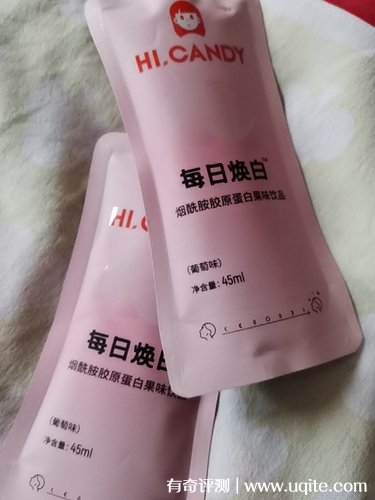 HI.CANDY
每日焕白
烟酰胺胶原蛋白果味饮品
(葡萄味)
净含量: 45ml
HI.CANDY
每日焕白
烟酰胺胶原蛋白果味饮
(葡萄味)
净含量: 45ml
有奇评测 | www.uqite.com